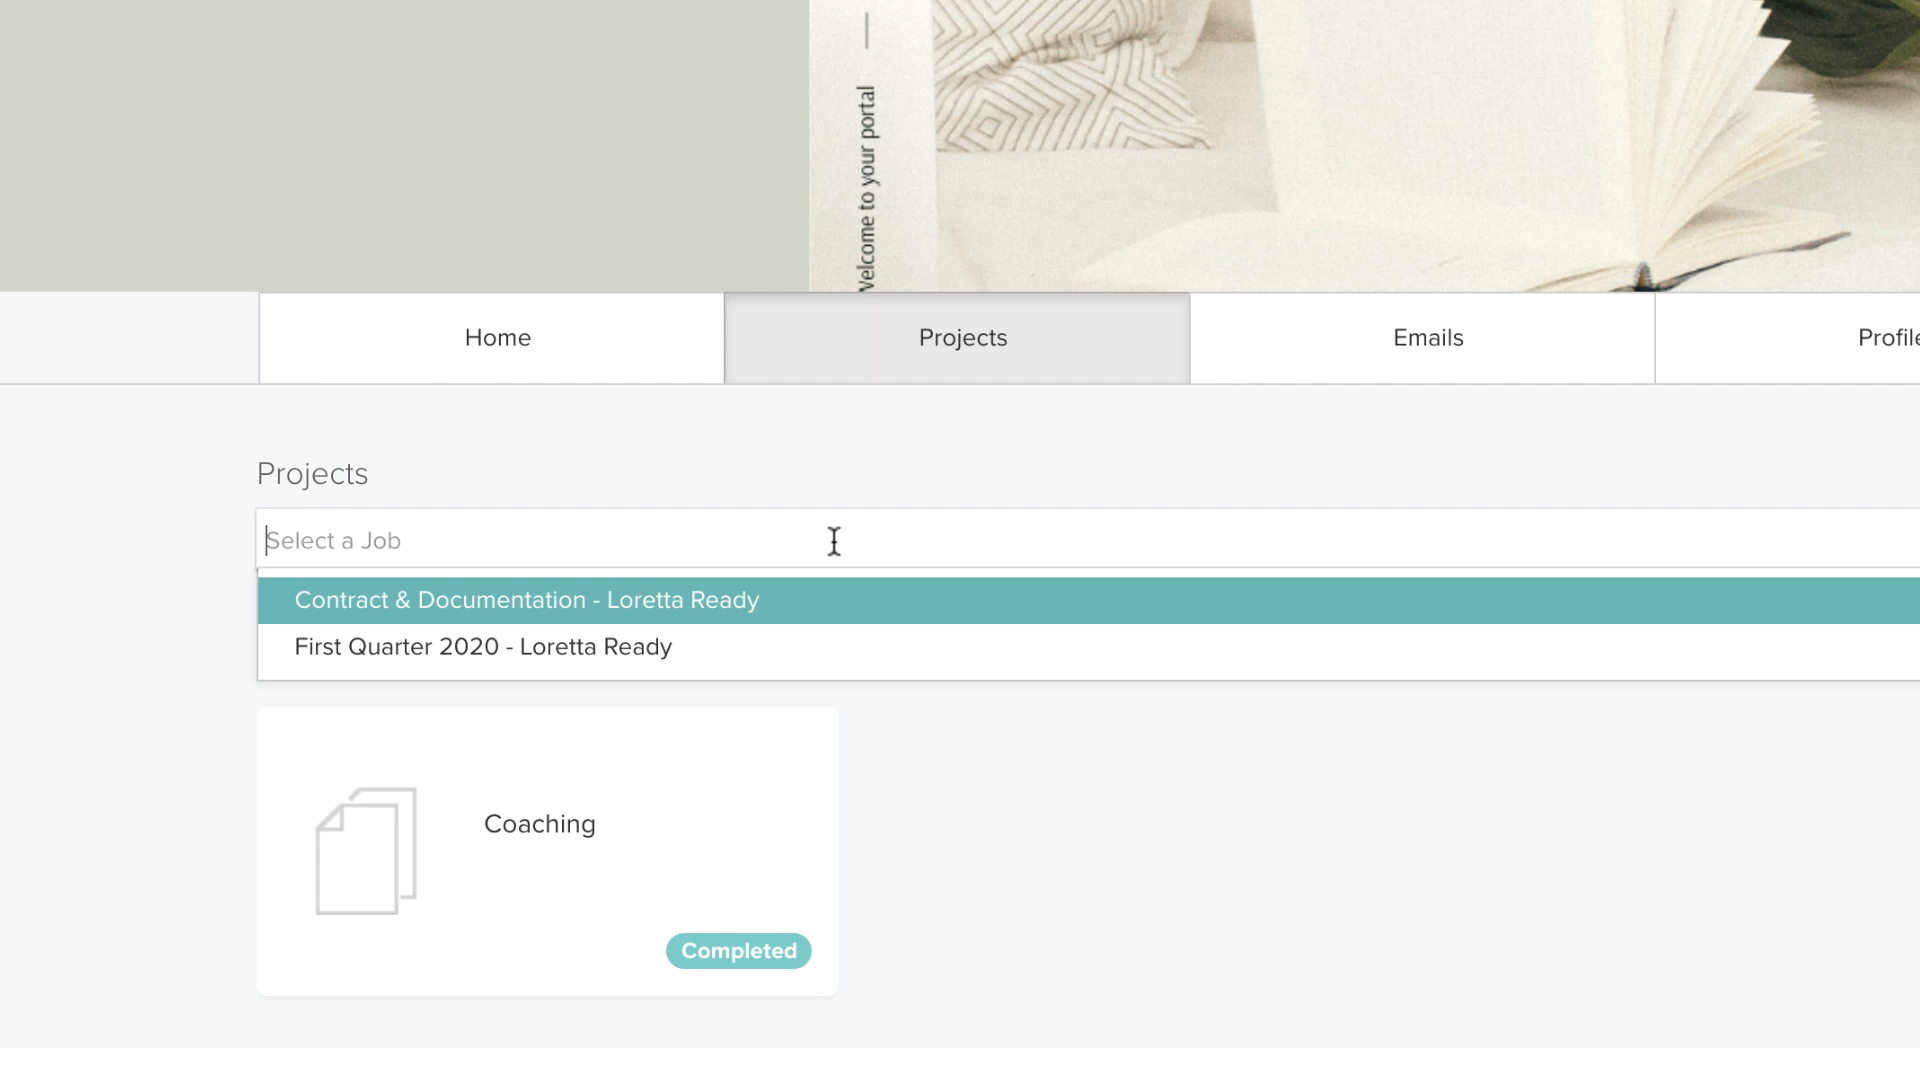 welcome to your portal
Home
Projects
Emails
Profile
Projects
Select a Job
Contract & Documentation - Loretta Ready
First Quarter 2020 - Loretta Ready
Coaching
Completed